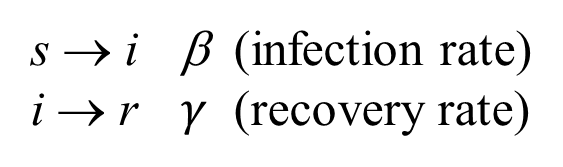 s → i β (infection rate)
i → r γ (recovery rate)